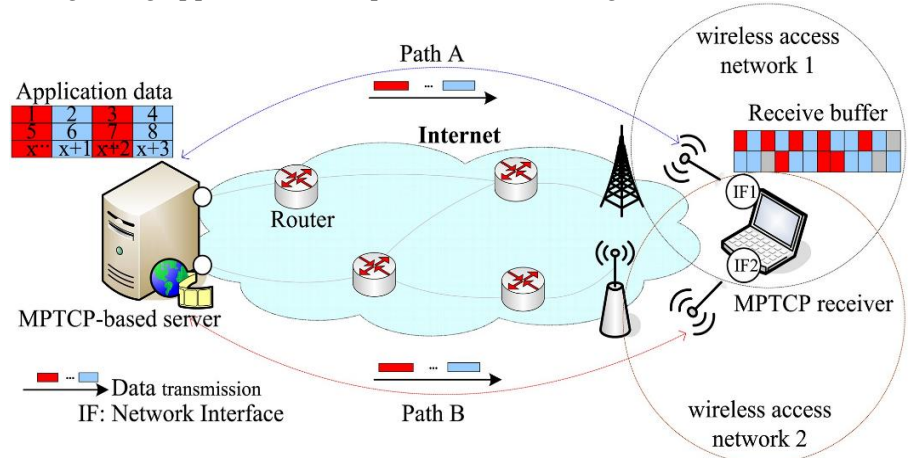 Path A
wireless access
network 1
Application data
1 2 3 4
5 6 7 8
x ... x+1 x+2 x+3
...
Internet
Receive buffer
Router
IF1
IF2
MPTCP-based server
MPTCP receiver
...
... Data transmission
IF: Network Interface
Path B
wireless access
network 2